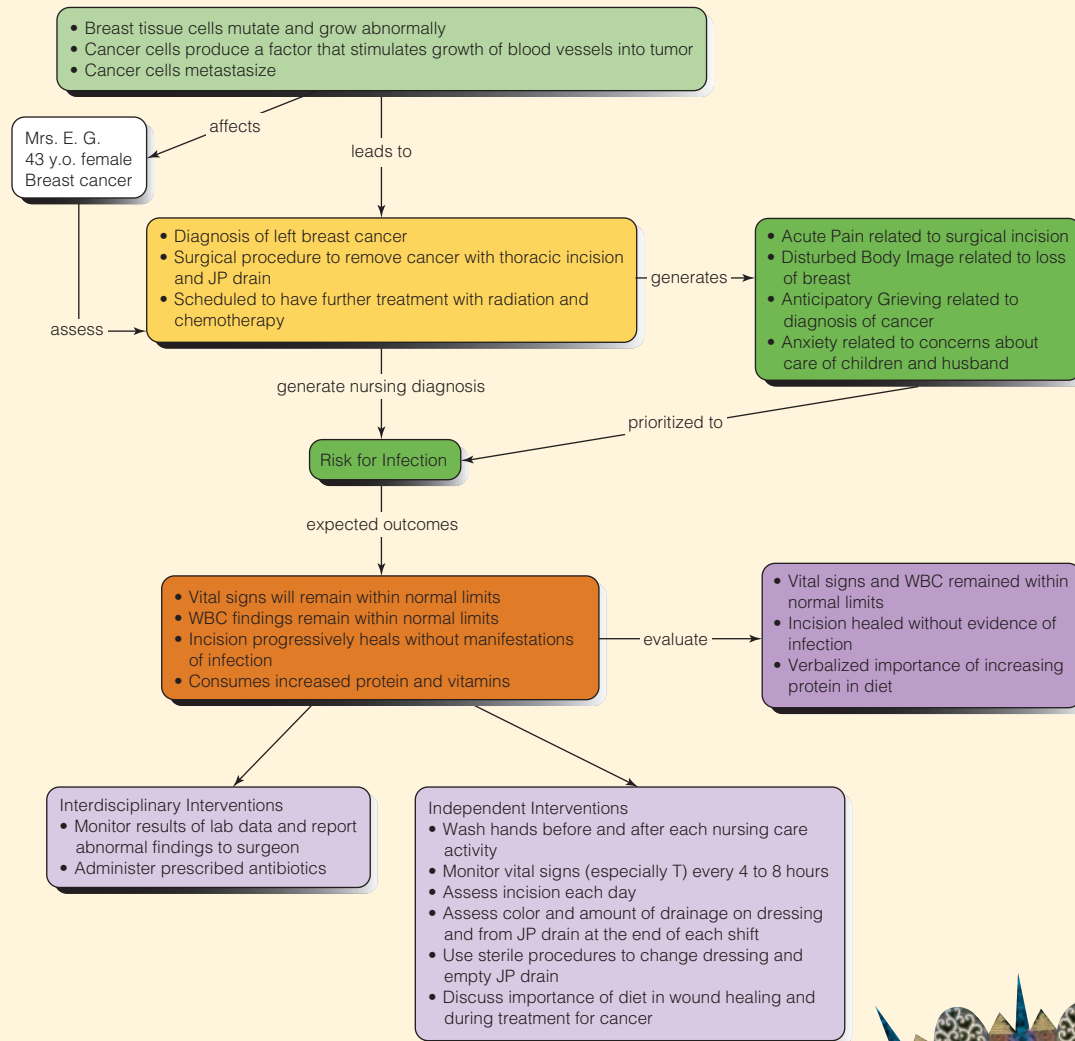 • Breast tissue cells mutate and grow abnormally
• Cancer cells produce a factor that stimulates growth of blood vessels into tumor
• Cancer cells metastasize
affects
leads to
Mrs. E. G.
43 y.o. female
Breast cancer
assess
• Diagnosis of left breast cancer
• Surgical procedure to remove cancer with thoracic incision
and JP drain
• Scheduled to have further treatment with radiation and
chemotherapy
generates
• Acute Pain related to surgical incision
• Disturbed Body Image related to loss
of breast
• Anticipatory Grieving related to
diagnosis of cancer
• Anxiety related to concerns about
care of children and husband
generate nursing diagnosis
prioritized to
Risk for Infection
expected outcomes
• Vital signs will remain within normal limits
• WBC findings remain within normal limits
• Incision progressively heals without manifestations
of infection
• Consumes increased protein and vitamins
evaluate
• Vital signs and WBC remained within
normal limits
• Incision healed without evidence of
infection
• Verbalized importance of increasing
protein in diet
Interdisciplinary Interventions
• Monitor results of lab data and report
abnormal findings to surgeon
• Administer prescribed antibiotics
Independent Interventions
• Wash hands before and after each nursing care
activity
• Monitor vital signs (especially T) every 4 to 8 hours
• Assess incision each day
• Assess color and amount of drainage on dressing
and from JP drain at the end of each shift
• Use sterile procedures to change dressing and
empty JP drain
• Discuss importance of diet in wound healing and
during treatment for cancer